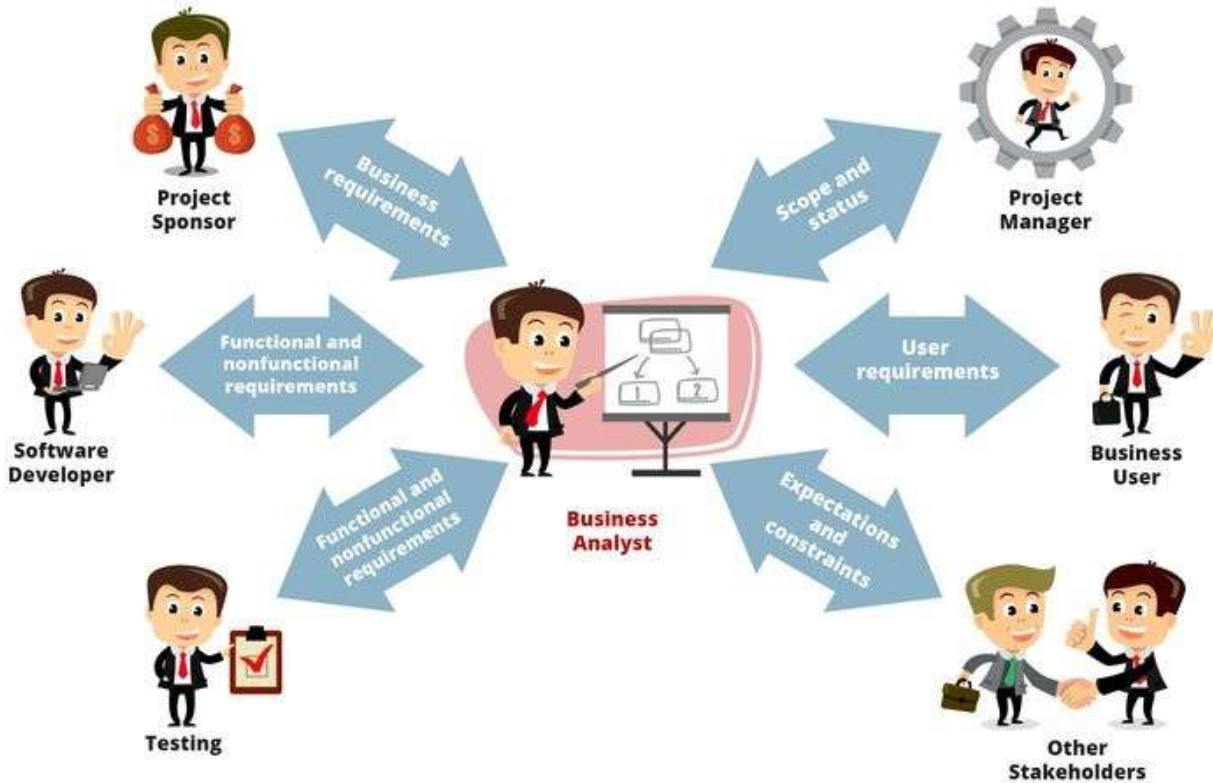 $
$
Project
Sponsor
Business
requirements
Scope and
status
Project
Manager
Software
Developer
Functional and
nonfunctional
requirements
1
2
User
requirements
Business
User
Business
Analyst
Testing
Functional and
nonfunctional
requirements
Expectations
and
constraints
Other
Stakeholders